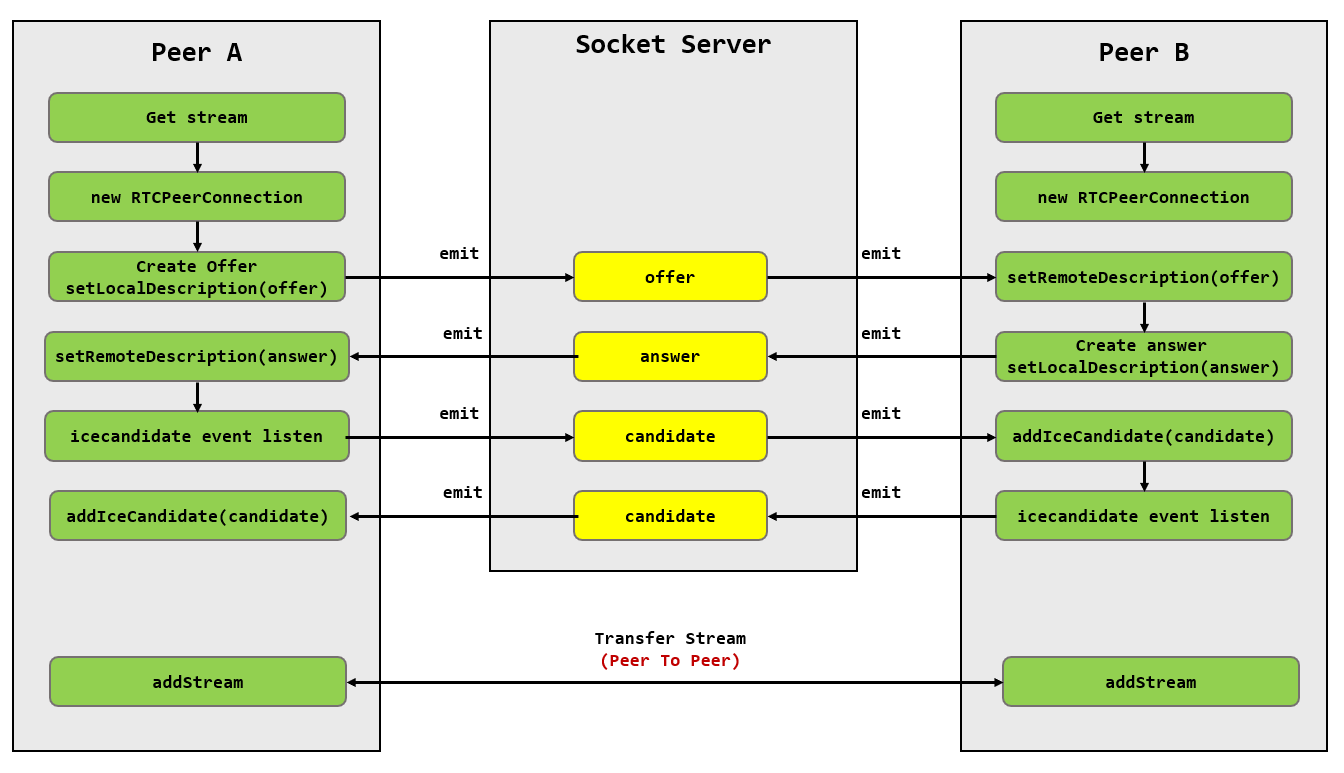 Peer A
Socket Server
Peer B
Get stream
Get stream
new RTCPeerConnection
new RTCPeerConnection
emit
emit
Create Offer
setLocalDescription(offer)
offer
setRemoteDescription(offer)
emit
emit
setRemoteDescription(answer)
answer
Create answer
setLocalDescription(answer)
emit
emit
icecandidate event listen
candidate
addIceCandidate(candidate)
emit
emit
addIceCandidate(candidate)
candidate
icecandidate event listen
Transfer Stream
(Peer To Peer)
addStream
addStream